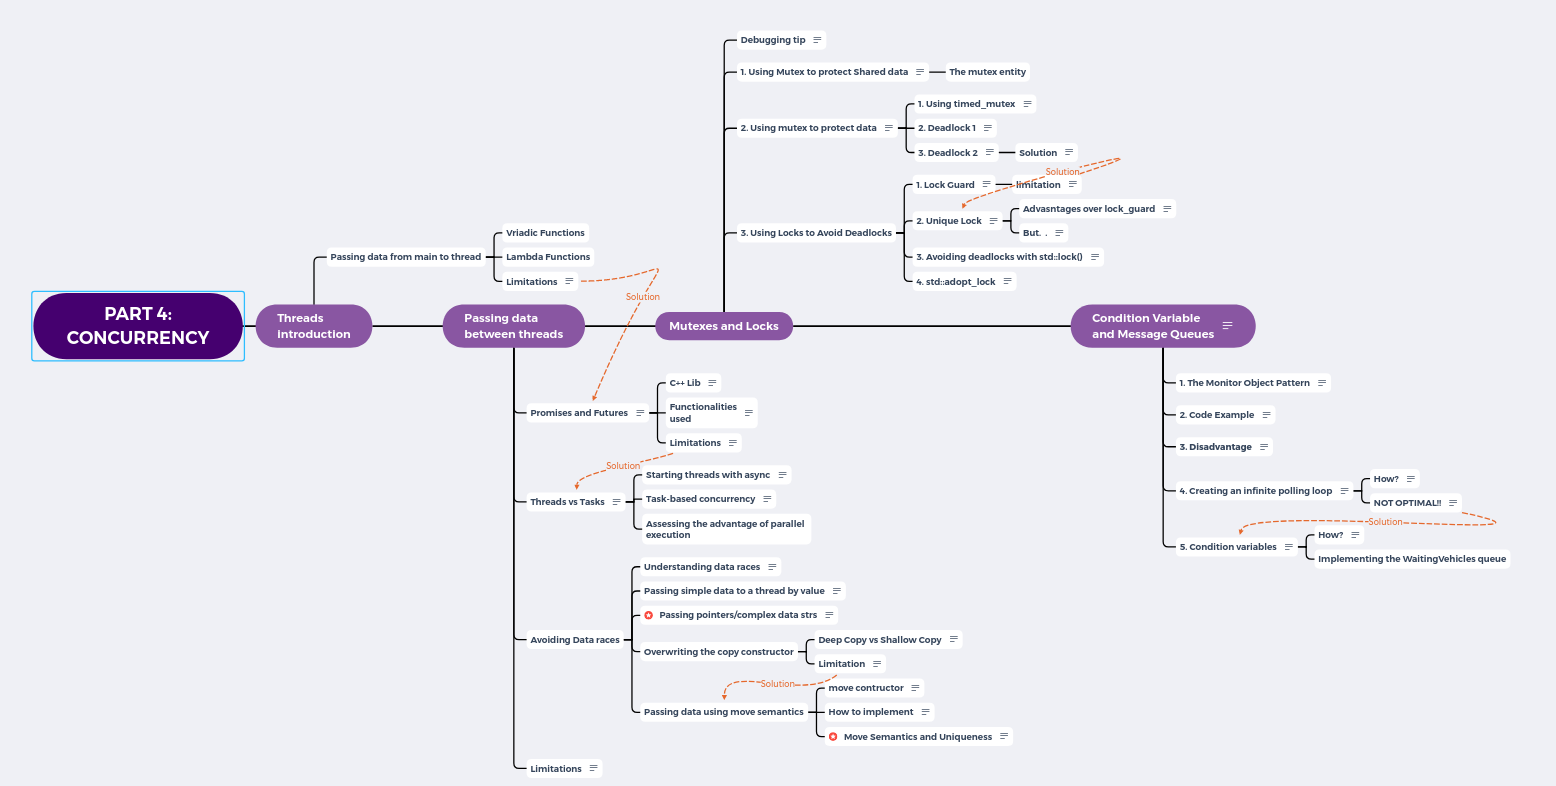 PART 4:
CONCURRENCY
Threads
introduction
Passing data from main to thread
Vriadic Functions
Lambda Functions
Limitations
Solution
Passing data
between threads
Promises and Futures
C++ Lib
Functionalities
used
Limitations
Solution
Threads vs Tasks
Starting threads with async
Task-based concurrency
Assessing the advantage of parallel
execution
Avoiding Data races
Understanding data races
Passing simple data to a thread by value
Passing pointers/complex data strs
Overwriting the copy constructor
Deep Copy vs Shallow Copy
Limitation
Solution
Passing data using move semantics
move contructor
How to implement
Move Semantics and Uniqueness
Limitations
Mutexes and Locks
Debugging tip
1. Using Mutex to protect Shared data
The mutex entity
2. Using mutex to protect data
1. Using timed_mutex
2. Deadlock 1
3. Deadlock 2
Solution
3. Using Locks to Avoid Deadlocks
1. Lock Guard
limitation
Solution
2. Unique Lock
Advasntages over lock_guard
But. .
3. Avoiding deadlocks with std::lock()
4. std::adopt_lock
Condition Variable
and Message Queues
1. The Monitor Object Pattern
2. Code Example
3. Disadvantage
4. Creating an infinite polling loop
How?
NOT OPTIMAL!!
Solution
5. Condition variables
How?
Implementing the WaitingVehicles queue